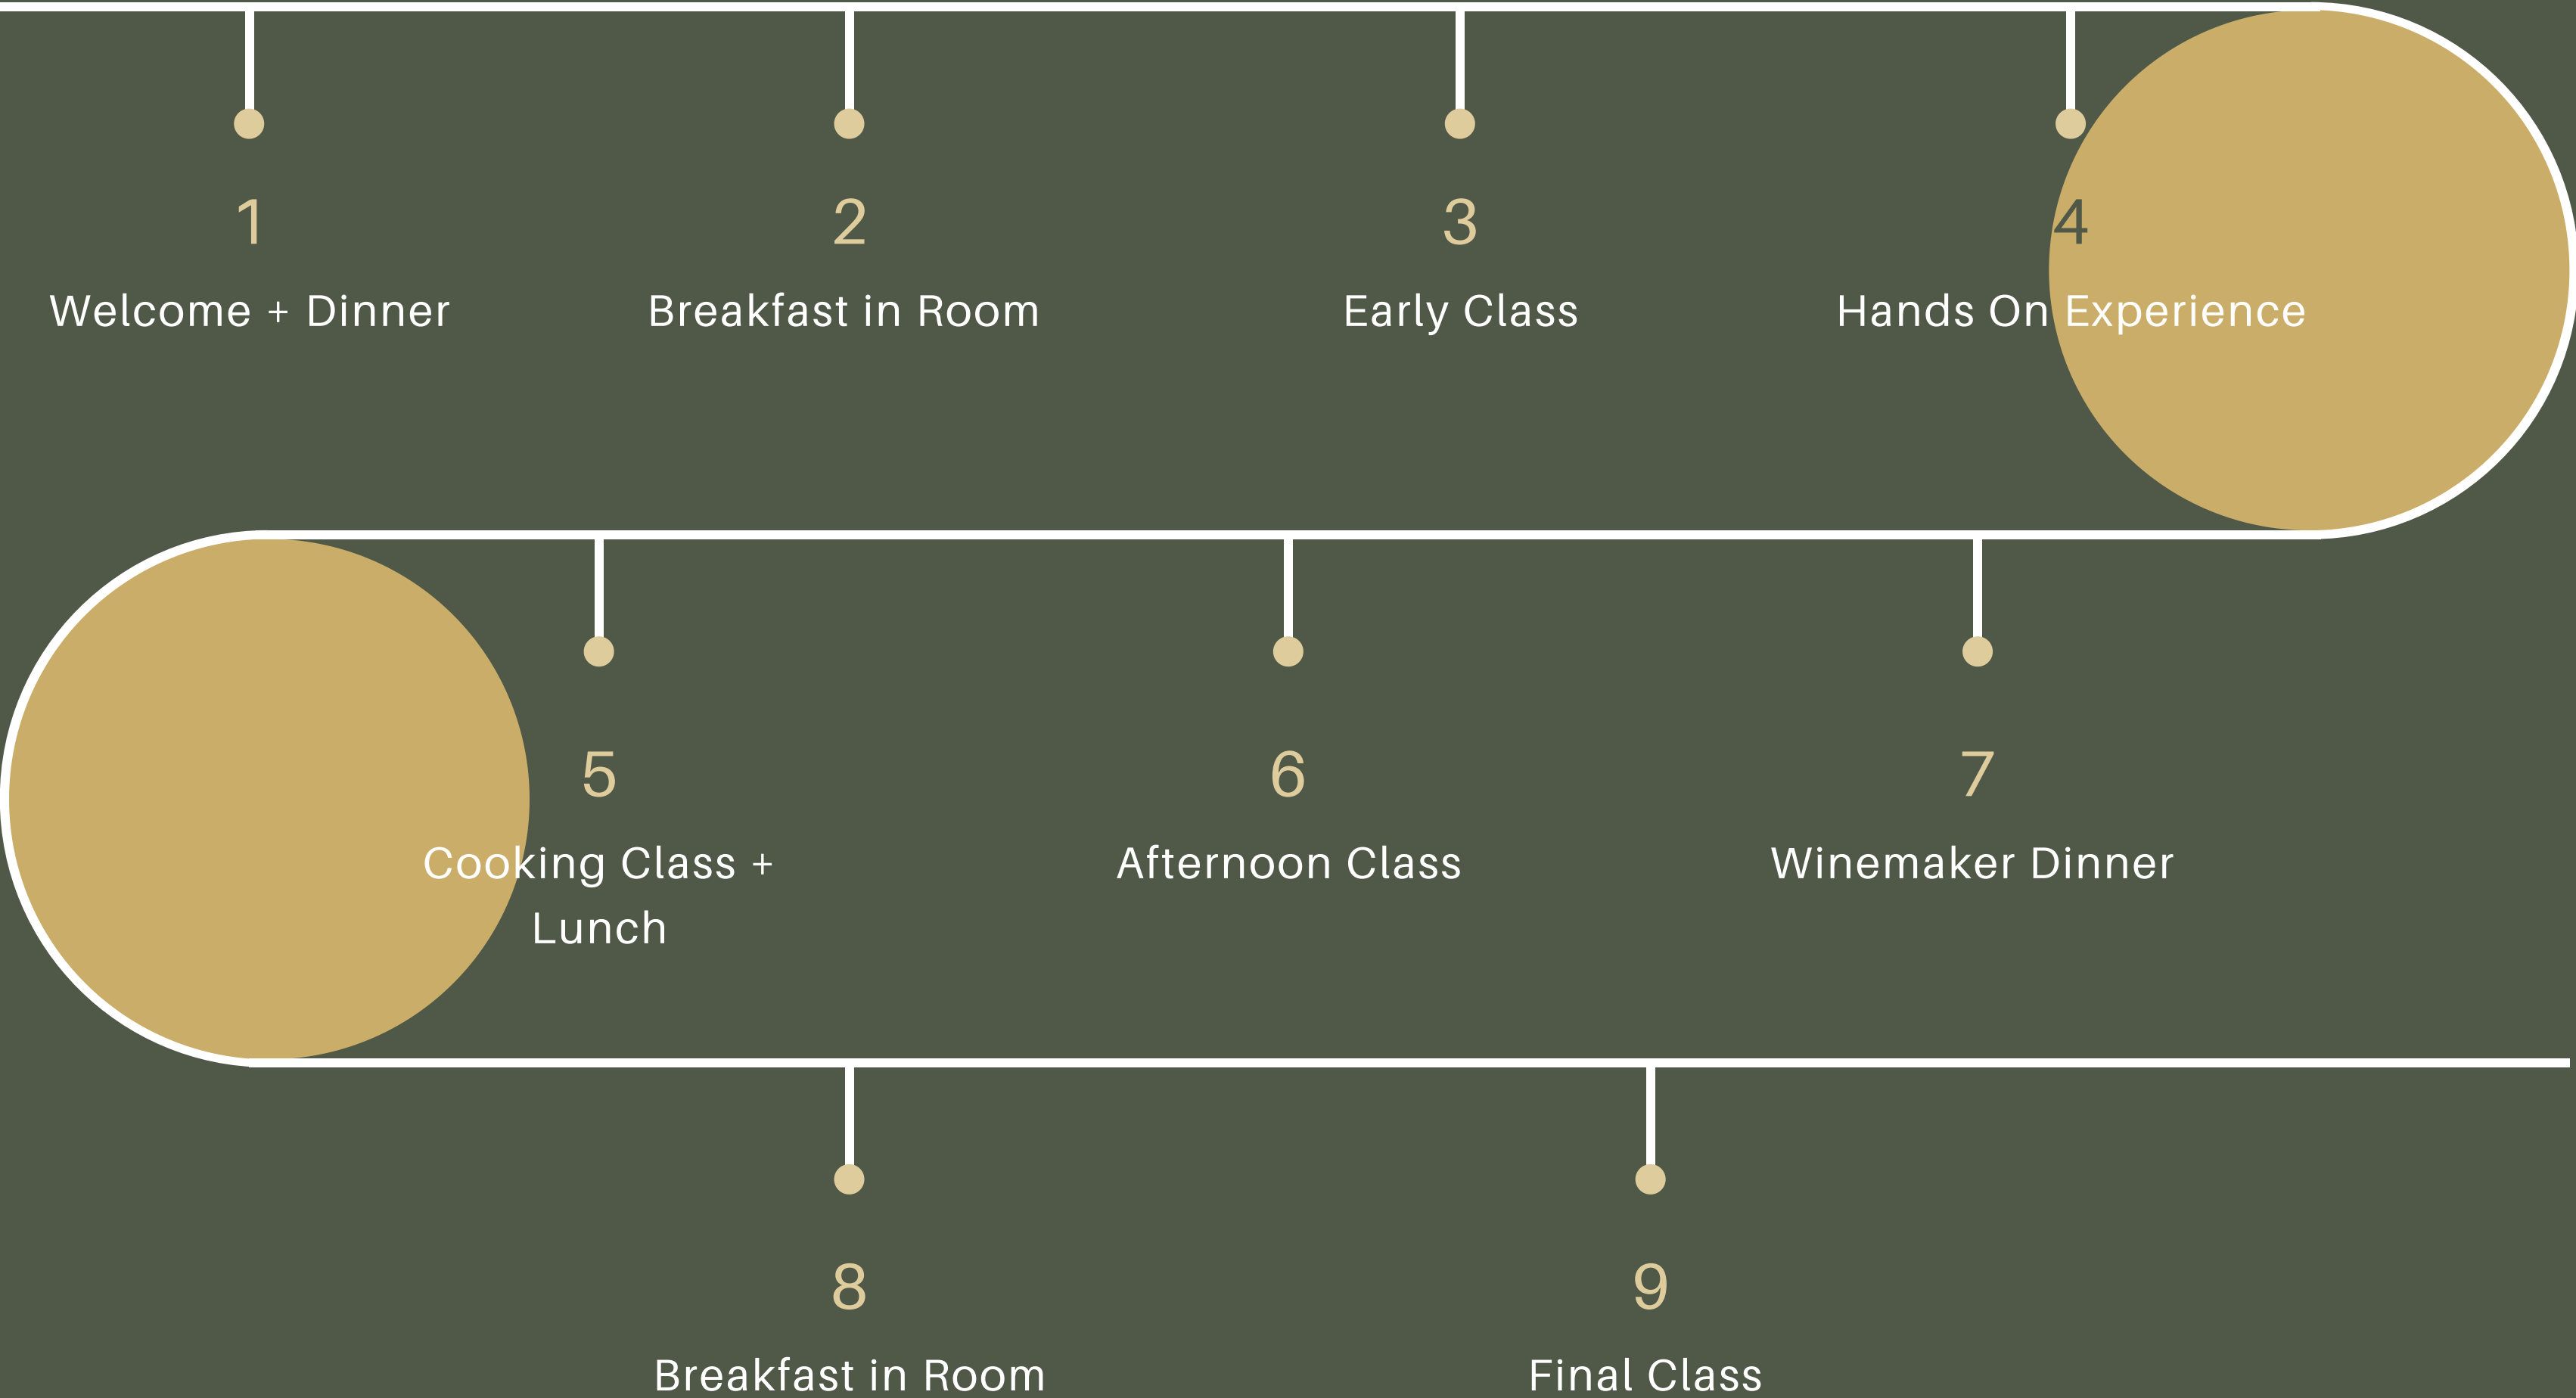 1
Welcome + Dinner
2
Breakfast in Room
3
Early Class
4
Hands On Experience
5
Cooking Class +
Lunch
6
Afternoon Class
7
Winemaker Dinner
8
Breakfast in Room
9
Final Class